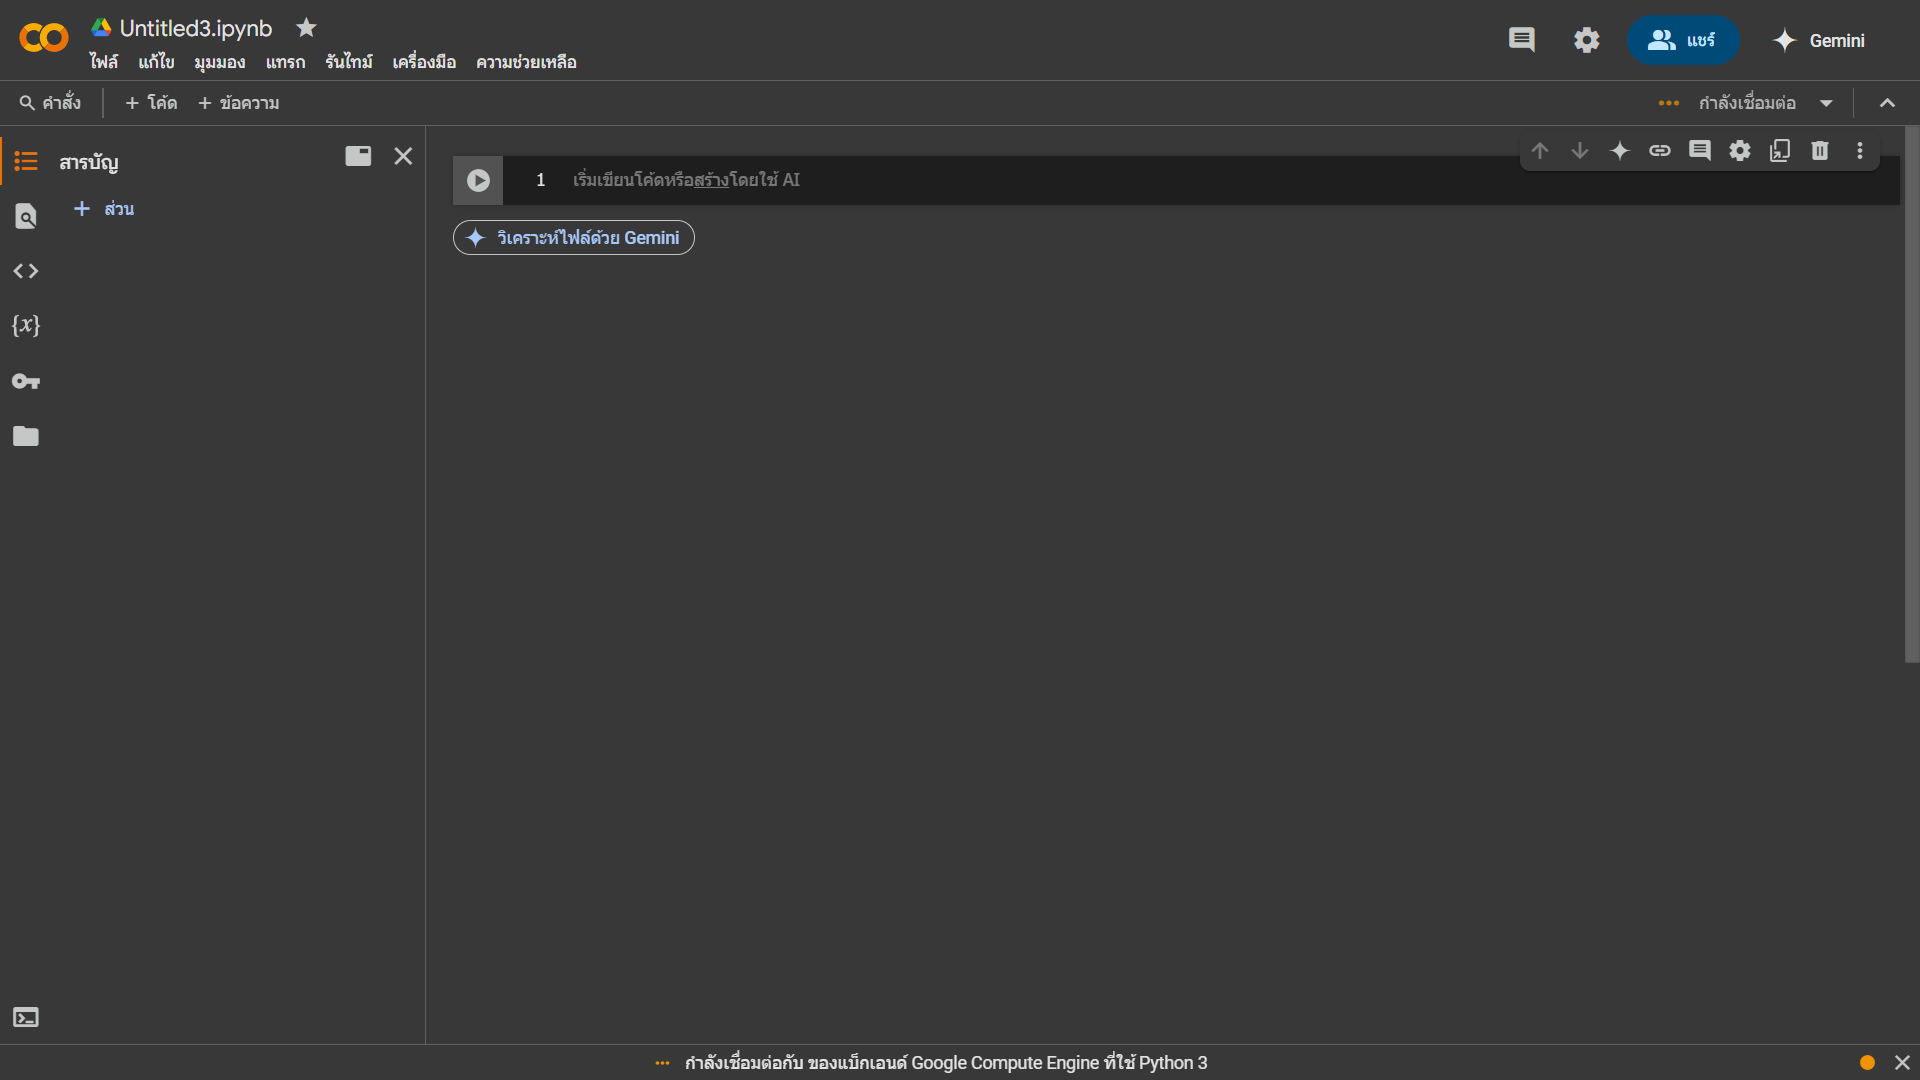 Untitled3.ipynb
ไฟล์ แก้ไข มุมมอง แทรก รันไทม์ เครื่องมือ ความช่วยเหลือ
แชร์
Gemini
คำสั่ง
+ โค้ด + ข้อความ
กำลังเชื่อมต่อ
สารบัญ
+ ส่วน
1 เริ่มเขียนโค้ดหรือสร้างโดยใช้ AI
วิเคราะห์ไฟล์ด้วย Gemini
{x}
กำลังเชื่อมต่อกับ ของแบ็กเอนด์ Google Compute Engine ที่ใช้ Python 3